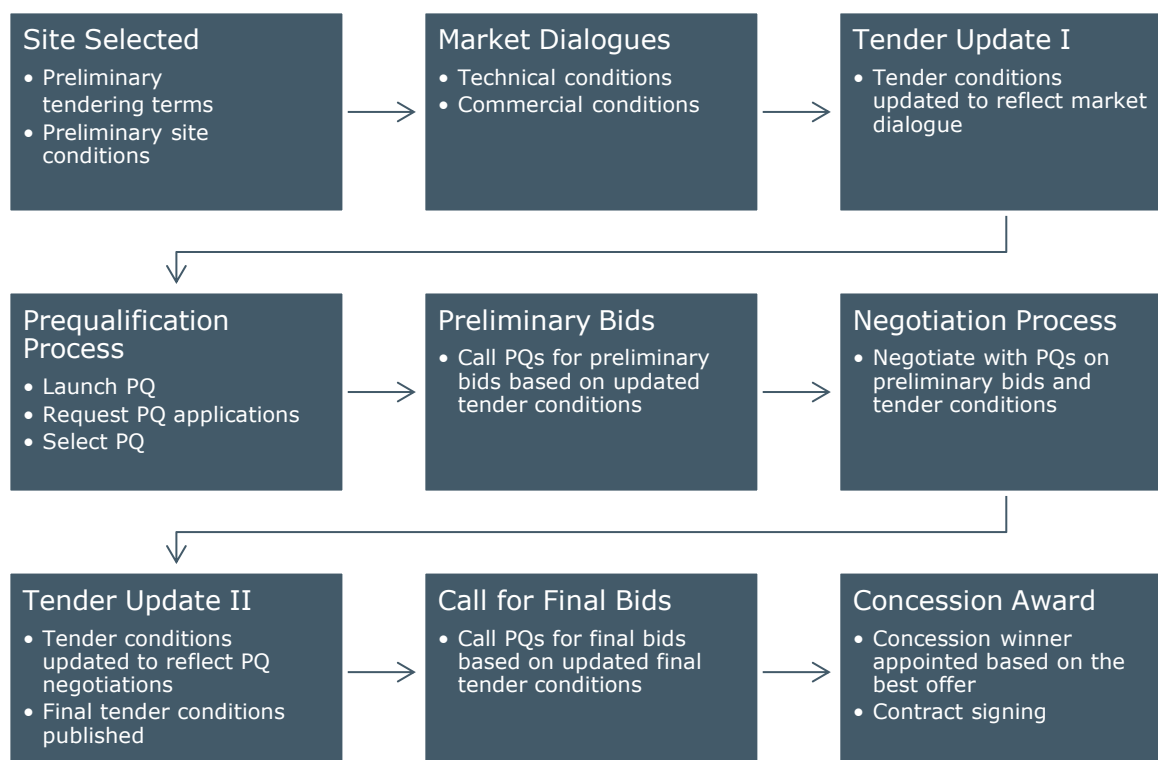 Site Selected
• Preliminary
tendering terms
• Preliminary site
conditions
Market Dialogues
• Technical conditions
• Commercial conditions
Tender Update I
• Tender conditions
updated to reflect market
dialogue
Prequalification
Process
• Launch PQ
• Request PQ applications
• Select PQ
Preliminary Bids
• Call PQs for preliminary
bids based on updated
tender conditions
Negotiation Process
• Negotiate with PQs on
preliminary bids and
tender conditions
Tender Update II
• Tender conditions
updated to reflect PQ
negotiations
• Final tender conditions
published
Call for Final Bids
• Call PQs for final bids
based on updated final
tender conditions
Concession Award
• Concession winner
appointed based on the
best offer
• Contract signing